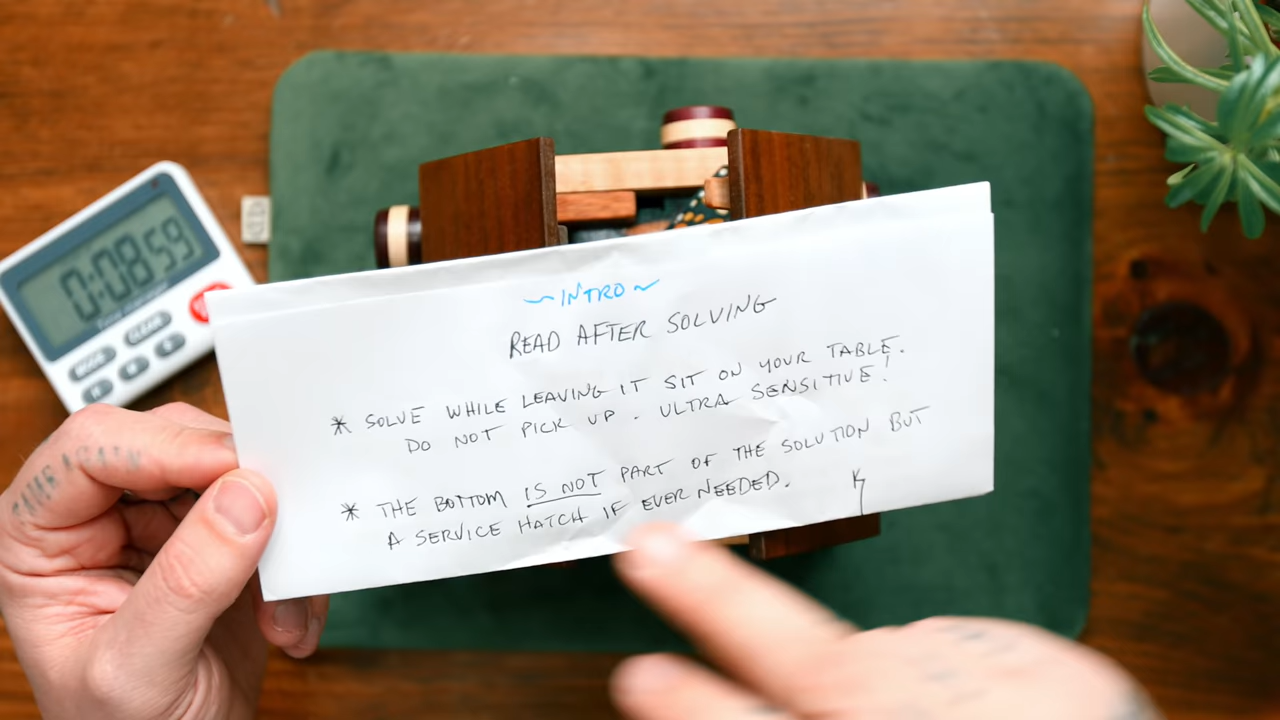 ~INTRO~
READ AFTER SOLVING
* SOLVE WHILE LEAVING IT SIT ON YOUR TABLE.
DO NOT PICK UP. ULTRA SENSITIVE!
* THE BOTTOM IS NOT PART OF THE SOLUTION BUT
A SERVICE HATCH IF EVER NEEDED.
0:08 59
CLEAR